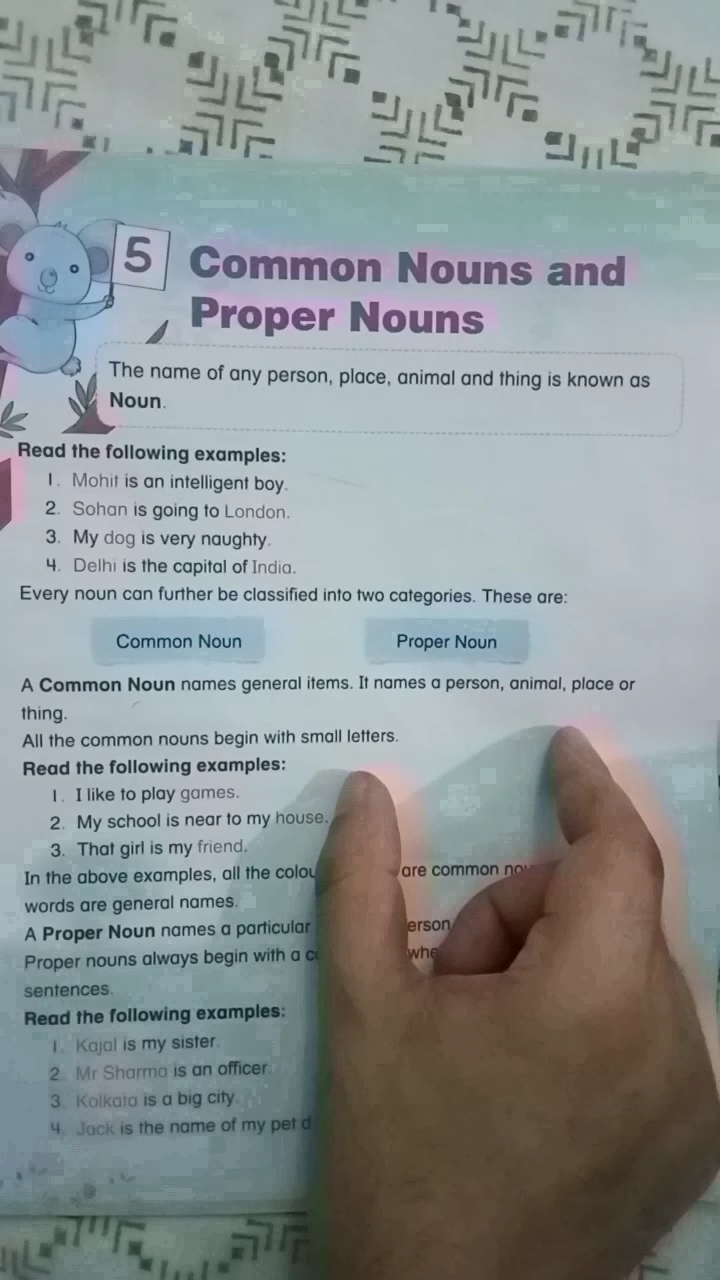 5
Common Nouns and
Proper Nouns
The name of any person, place, animal and thing is known as
Noun.
Read the following examples:
1. Mohit is an intelligent boy.
2. Sohan is going to London.
3. My dog is very naughty.
4. Delhi is the capital of India.
Every noun can further be classified into two categories. These are:
Common Noun Proper Noun
A Common Noun names general items. It names a person, animal, place or
thing.
All the common nouns begin with small letters.
Read the following examples:
1. I like to play games.
2. My school is near to my house.
3. That girl is my friend.
In the above examples, all the are common
words are general names.
A Proper Noun names a particular
Proper nouns always begin with a
sentences.
Read the following examples:
1. Kajal is my sister.
2. Mr Sharma is an officer.
3. Kolkata is a big city.
4. Jack is the name of my pet